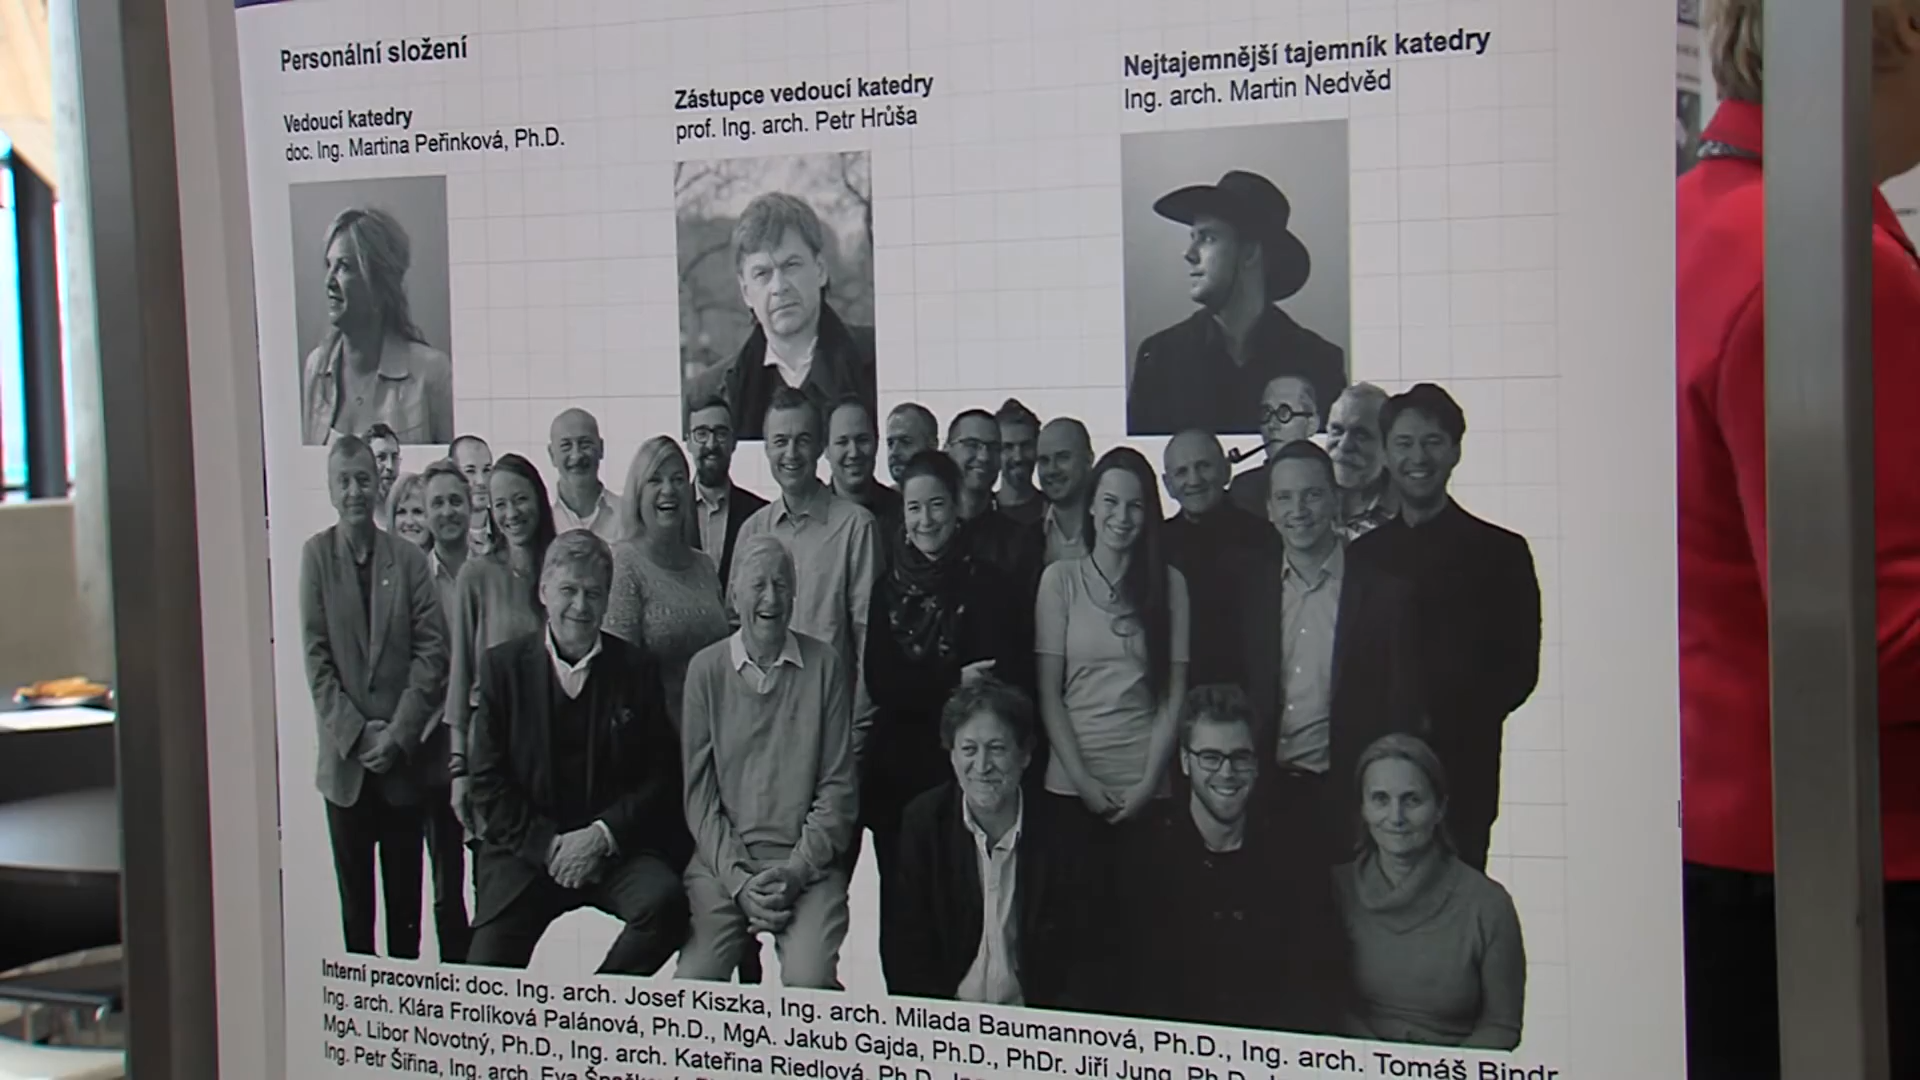 Personální složení
Vedoucí katedry
doc. Ing. Martina Peřinková, Ph.D.
Zástupce vedoucí katedry
prof. Ing. arch. Petr Hrůša
Nejtajemnější tajemník katedry
Ing. arch. Martin Nedvěd
Interní pracovníci: doc. Ing. arch. Josef Kiszka, Ing. arch. Milada Baumannová, Ph.D., Ing. arch. Tomáš Bindr
Ing. arch. Klára Frolíková Palánová, Ph.D., MgA. Jakub Gajda, Ph.D., PhDr. Jiří Jung, Ph.D.
MgA. Libor Novotný, Ph.D., Ing. arch. Kateřina Riedlová, Ph.D.
Ing. Petr Šiřina, Ing. arch. Eva